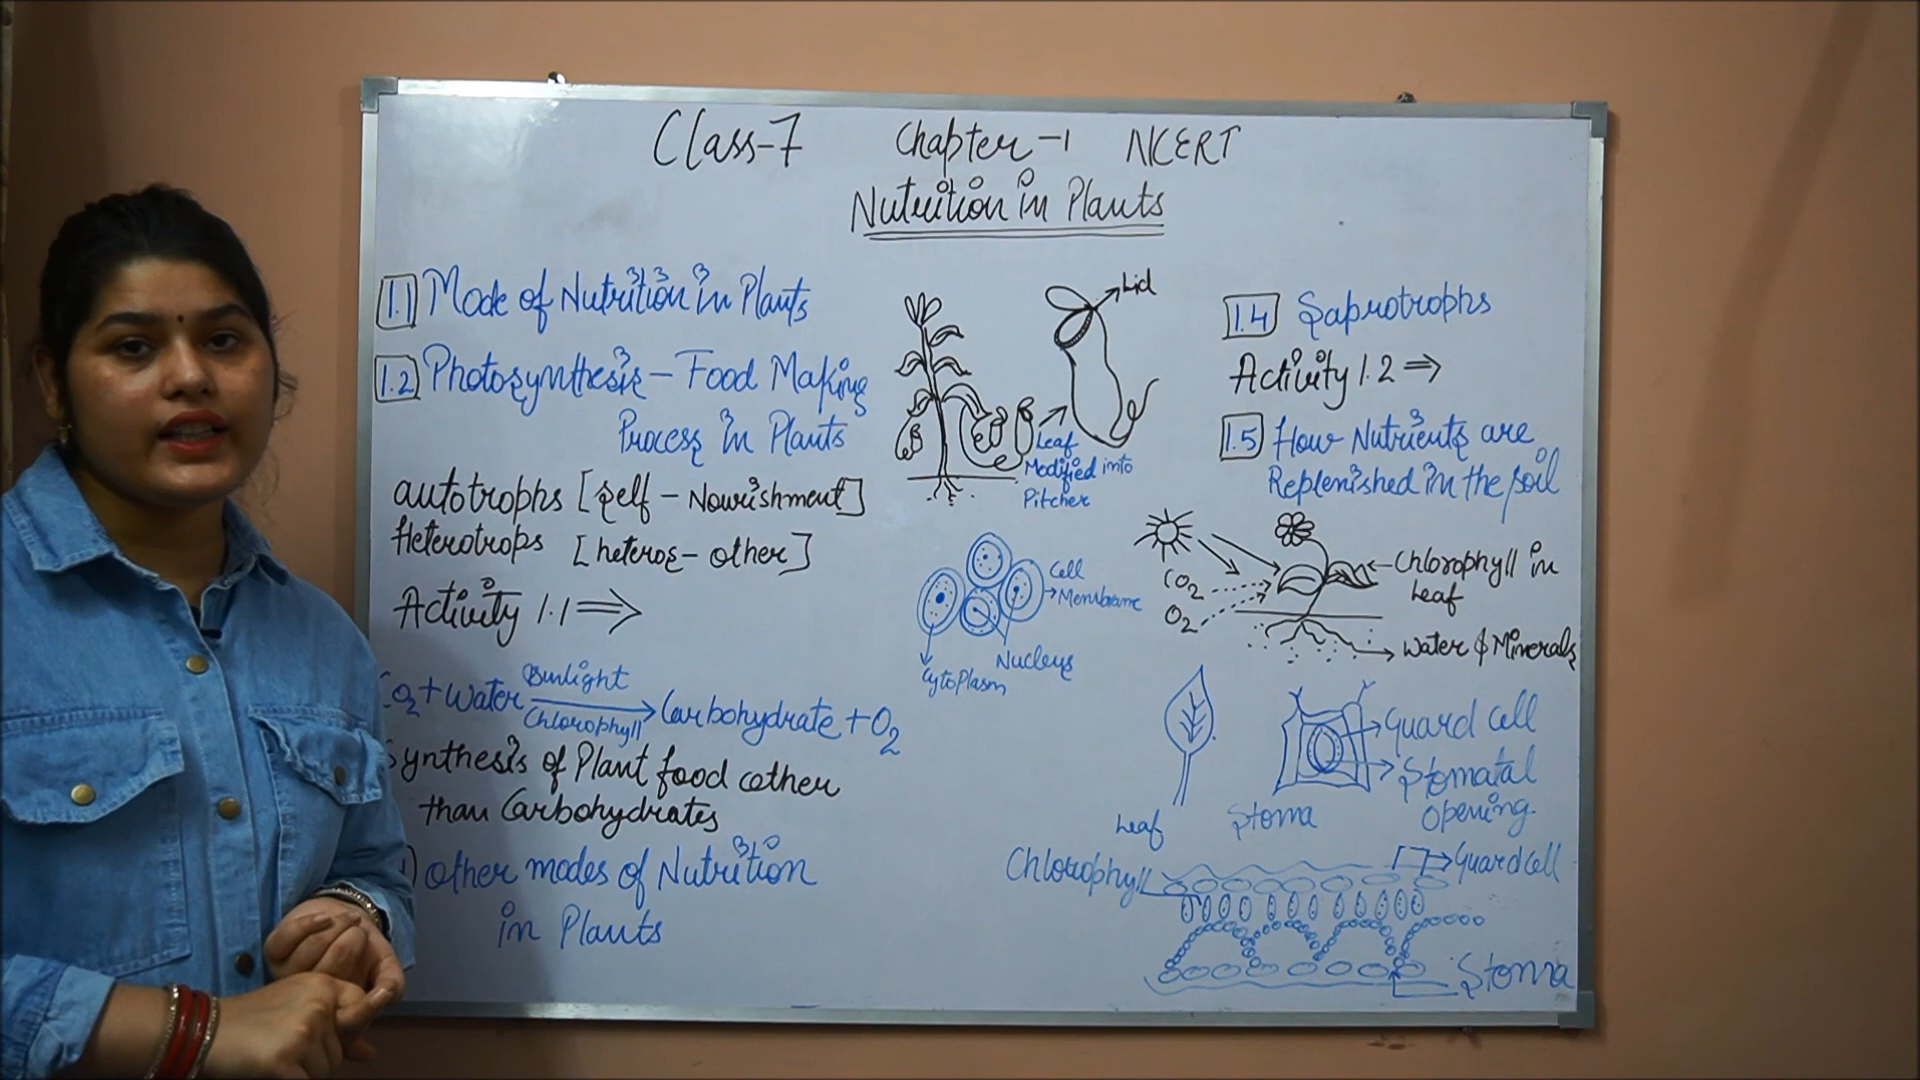 Class-7 Chapter-1 NCERT
Nutrition in Plants
1.1 Mode of Nutrition in Plants
1.2 Photosynthesis - Food Making
Process in Plants
autotrophs [Self - Nourishment]
Heterotrops [heteros - other]
Activity 1.1 ⇒
O2 + Water Sunlight Chlorophyll → Carbohydrate + O2
Synthesis of Plant food other
than Carbohydrates
other modes of Nutrition
in Plants
Lid
Leaf
Modified into
Pitcher
Cell
Membrane
Nucleus
Cytoplasm
1.4 Saprotrophs
Activity 1.2 ⇒
1.5 How Nutrients are
Replenished in the soil
CO2
O2
Chlorophyll in
Leaf
Water & Minerals
Leaf
Stoma
Guard Cell
Stomatal
Opening
Chlorophyll
Guard Cell
Stoma